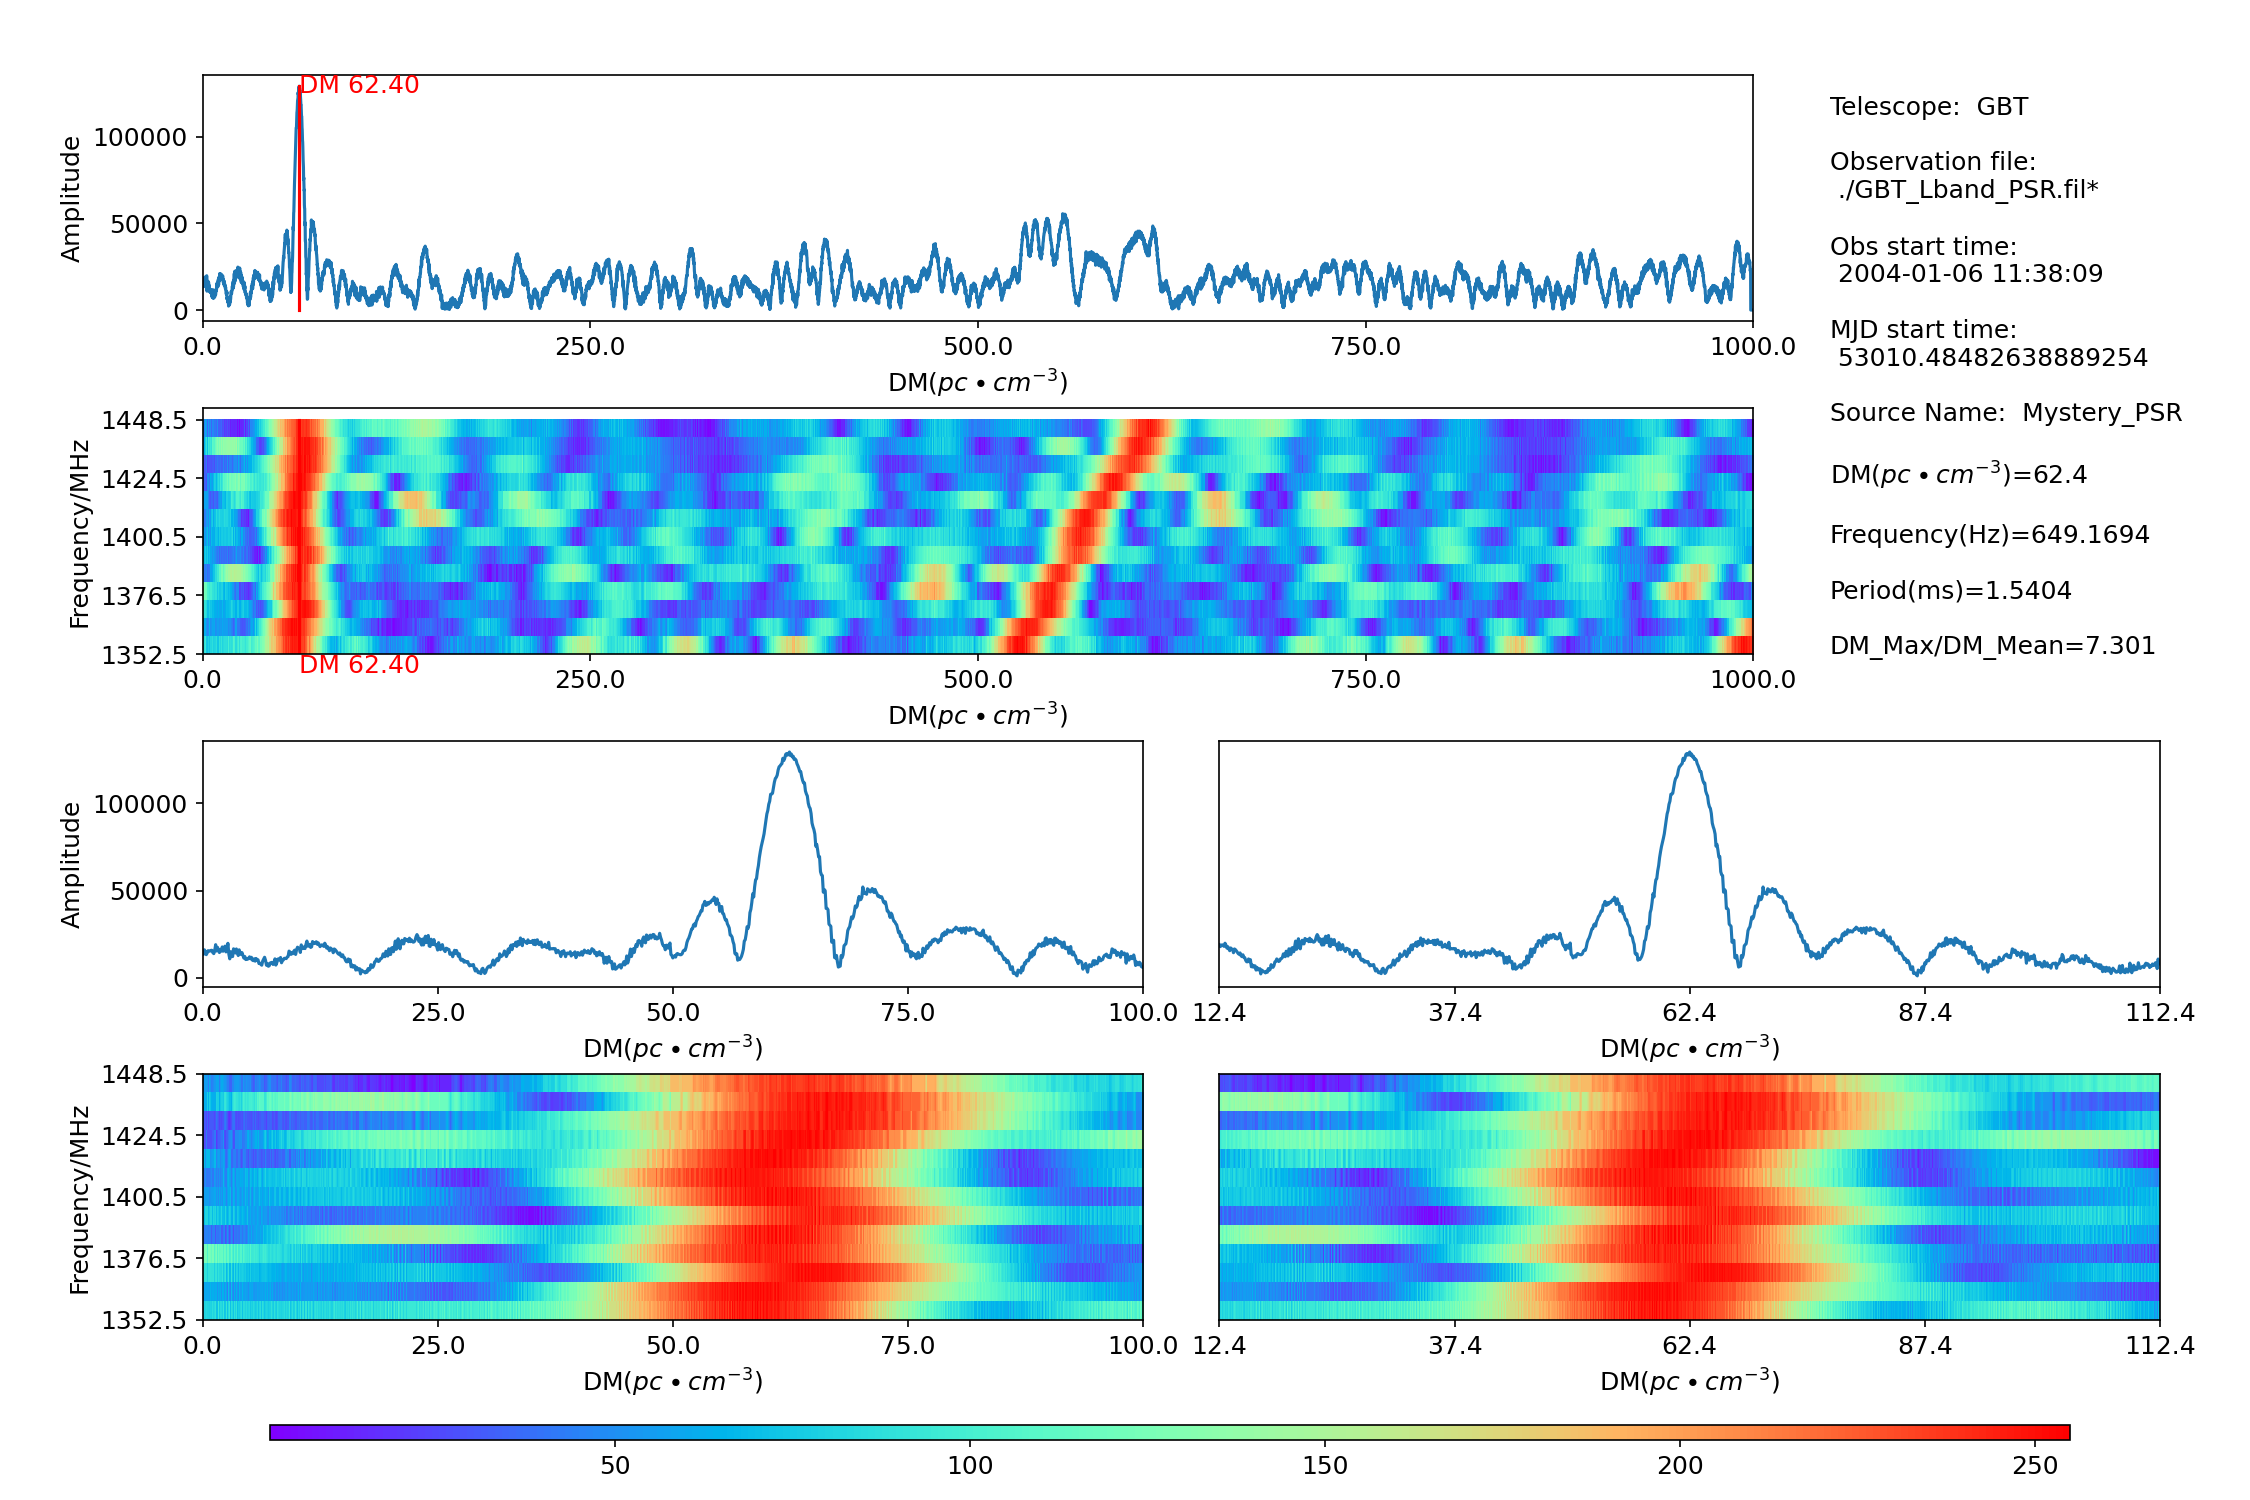 DM 62.40
Amplitude
100000
50000
0
0.0 250.0 500.0 750.0 1000.0
DM(pc • cm⁻³)
Telescope:  GBT
Observation file:
./GBT_Lband_PSR.fil*
Obs start time:
2004-01-06 11:38:09
MJD start time:
53010.48482638889254
Source Name:  Mystery_PSR
DM(pc • cm⁻³)=62.4
Frequency(Hz)=649.1694
Period(ms)=1.5404
DM_Max/DM_Mean=7.301
Frequency/MHz
1448.5
1424.5
1400.5
1376.5
1352.5
DM 62.40
0.0 250.0 500.0 750.0 1000.0
DM(pc • cm⁻³)
Amplitude
100000
50000
0
0.0 25.0 50.0 75.0 100.0
DM(pc • cm⁻³)
12.4 37.4 62.4 87.4 112.4
DM(pc • cm⁻³)
Frequency/MHz
1448.5
1424.5
1400.5
1376.5
1352.5
0.0 25.0 50.0 75.0 100.0
DM(pc • cm⁻³)
12.4 37.4 62.4 87.4 112.4
DM(pc • cm⁻³)
50 100 150 200 250